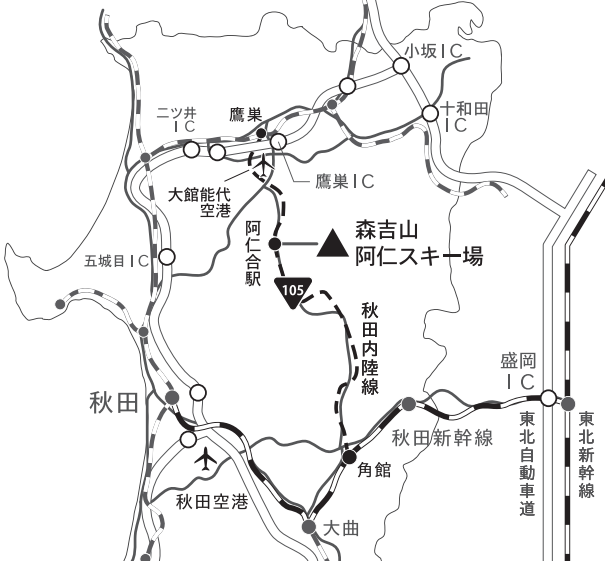 小坂IC
二ツ井
IC
鷹巣
十和田
IC
大館能代
空港
鷹巣IC
阿仁合駅
森吉山
阿仁スキー場
五城目IC
105
秋田内陸線
盛岡
IC
秋田
秋田新幹線
東北自動車道
東北新幹線
角館
秋田空港
大曲